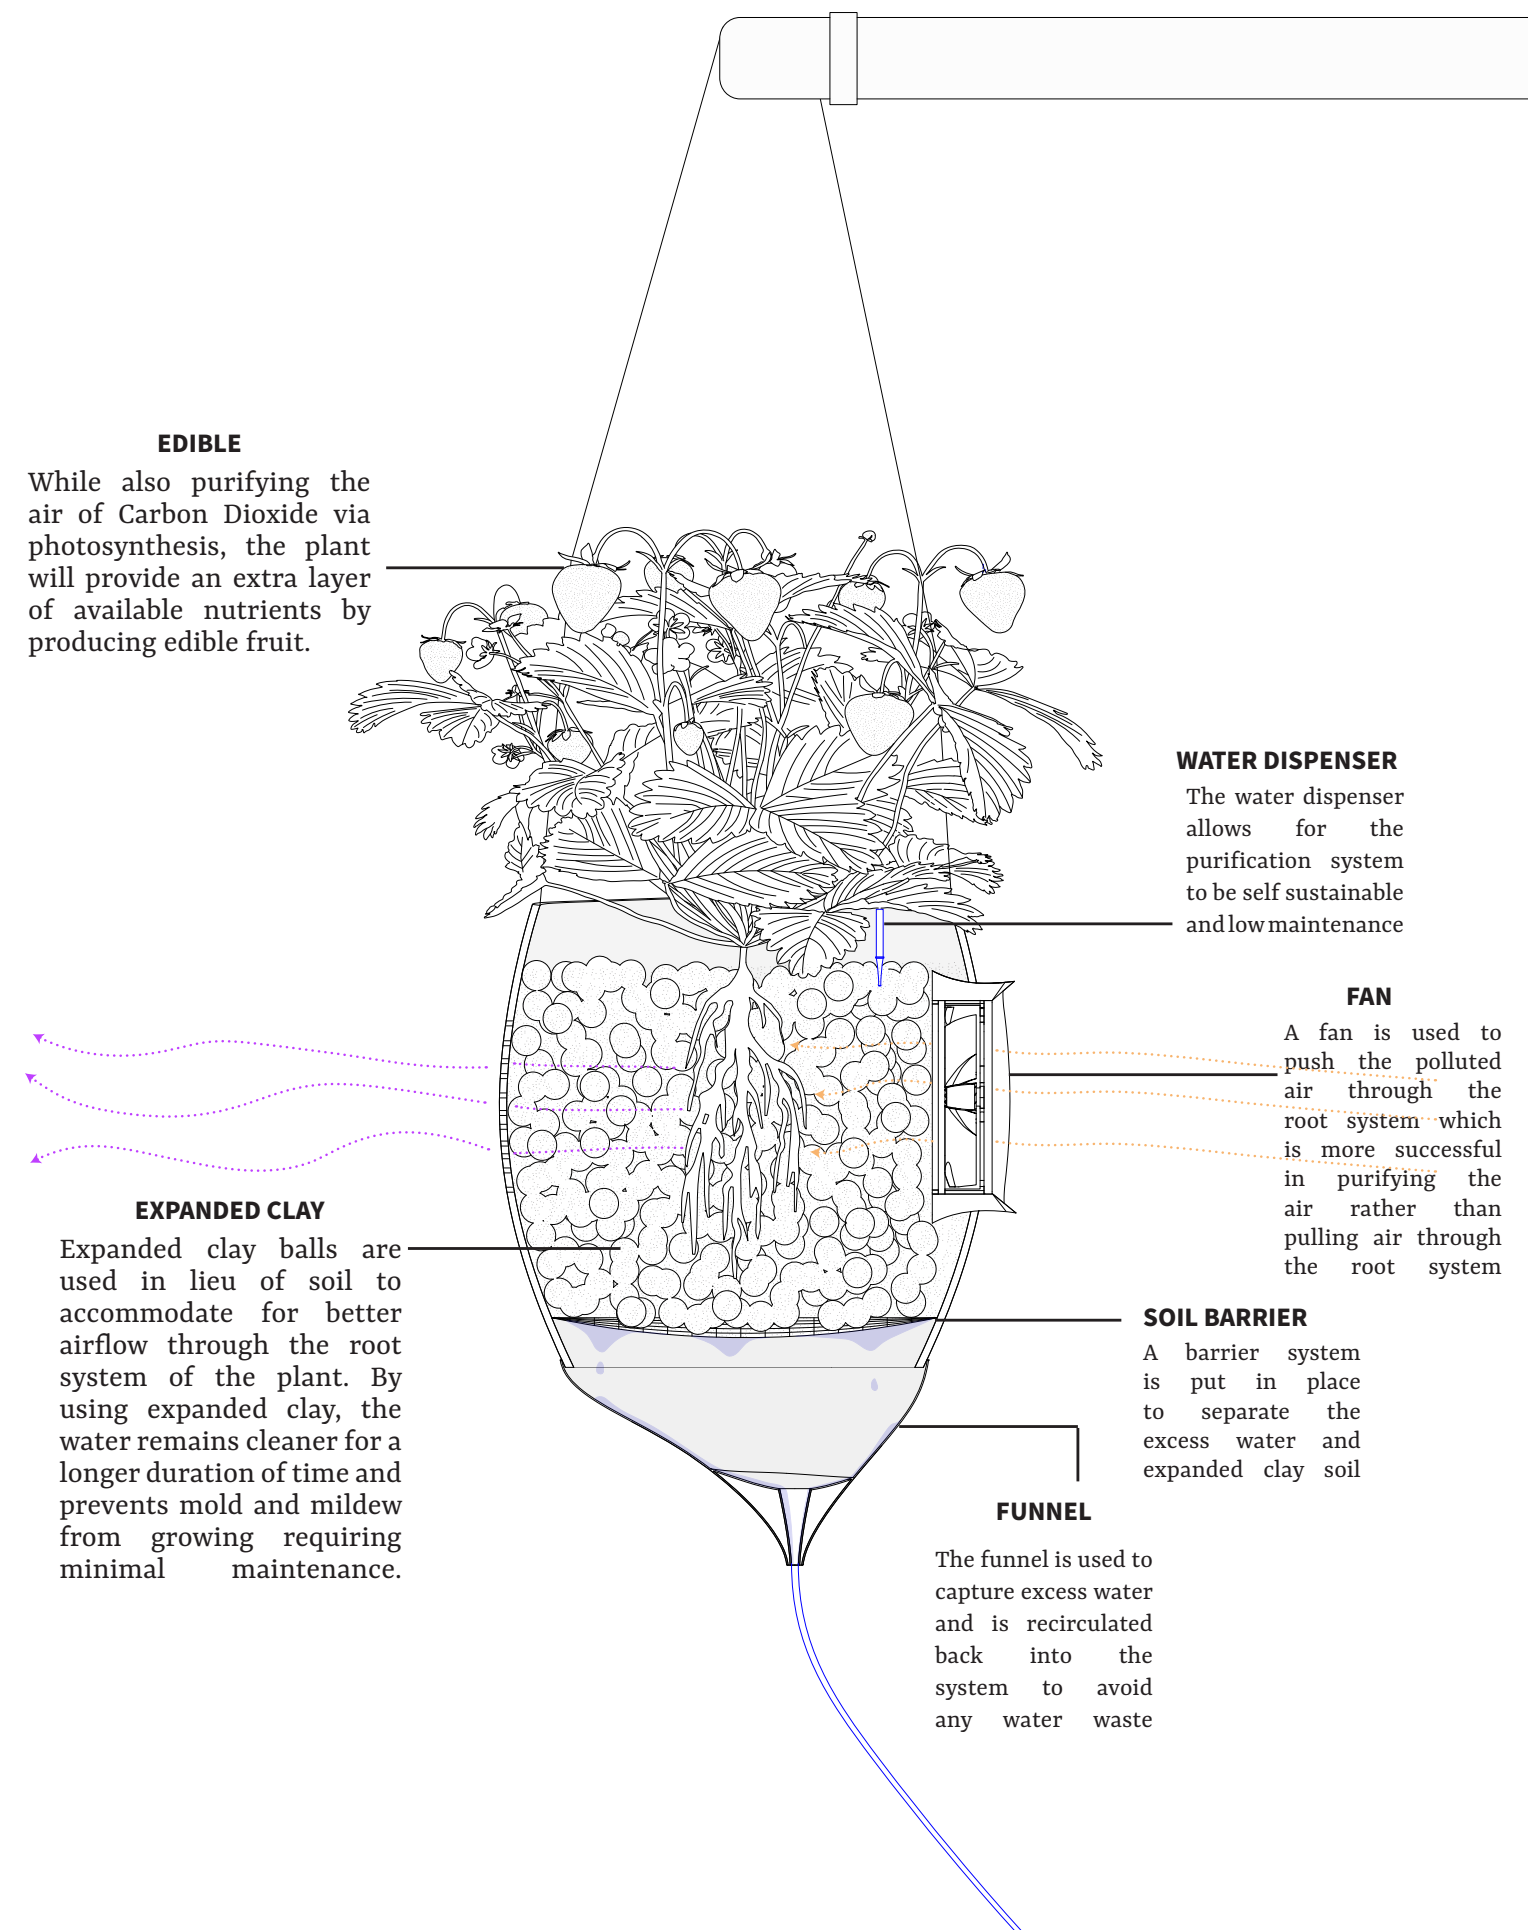 EDIBLE
While also purifying the
air of Carbon Dioxide via
photosynthesis, the plant
will provide an extra layer
of available nutrients by
producing edible fruit.
WATER DISPENSER
The water dispenser
allows for the
purification system
to be self sustainable
and low maintenance
FAN
A fan is used to
push the polluted
air through the
root system which
is more successful
in purifying the
air rather than
pulling air through
the root system
EXPANDED CLAY
Expanded clay balls are
used in lieu of soil to
accommodate for better
airflow through the root
system of the plant. By
using expanded clay, the
water remains cleaner for a
longer duration of time and
prevents mold and mildew
from growing requiring
minimal maintenance.
SOIL BARRIER
A barrier system
is put in place
to separate the
excess water and
expanded clay soil
FUNNEL
The funnel is used to
capture excess water
and is recirculated
back into the
system to avoid
any water waste